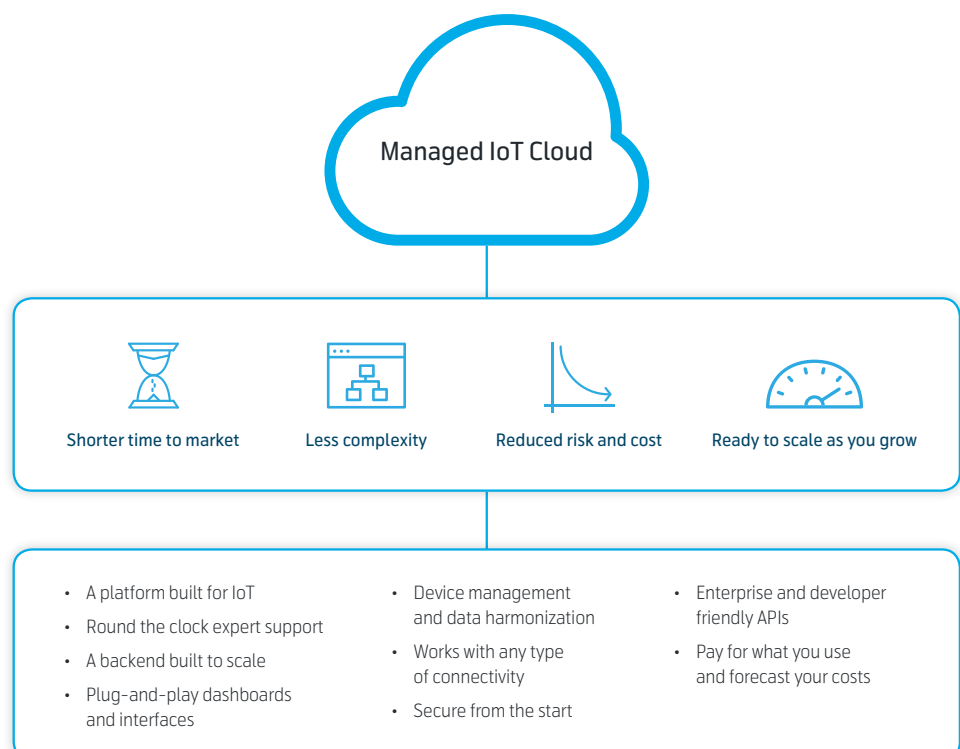 Managed IoT Cloud
Shorter time to market
Less complexity
Reduced risk and cost
Ready to scale as you grow
• A platform built for IoT
• Round the clock expert support
• A backend built to scale
• Plug-and-play dashboards
and interfaces
• Device management
and data harmonization
• Works with any type
of connectivity
• Secure from the start
• Enterprise and developer
friendly APIs
• Pay for what you use
and forecast your costs